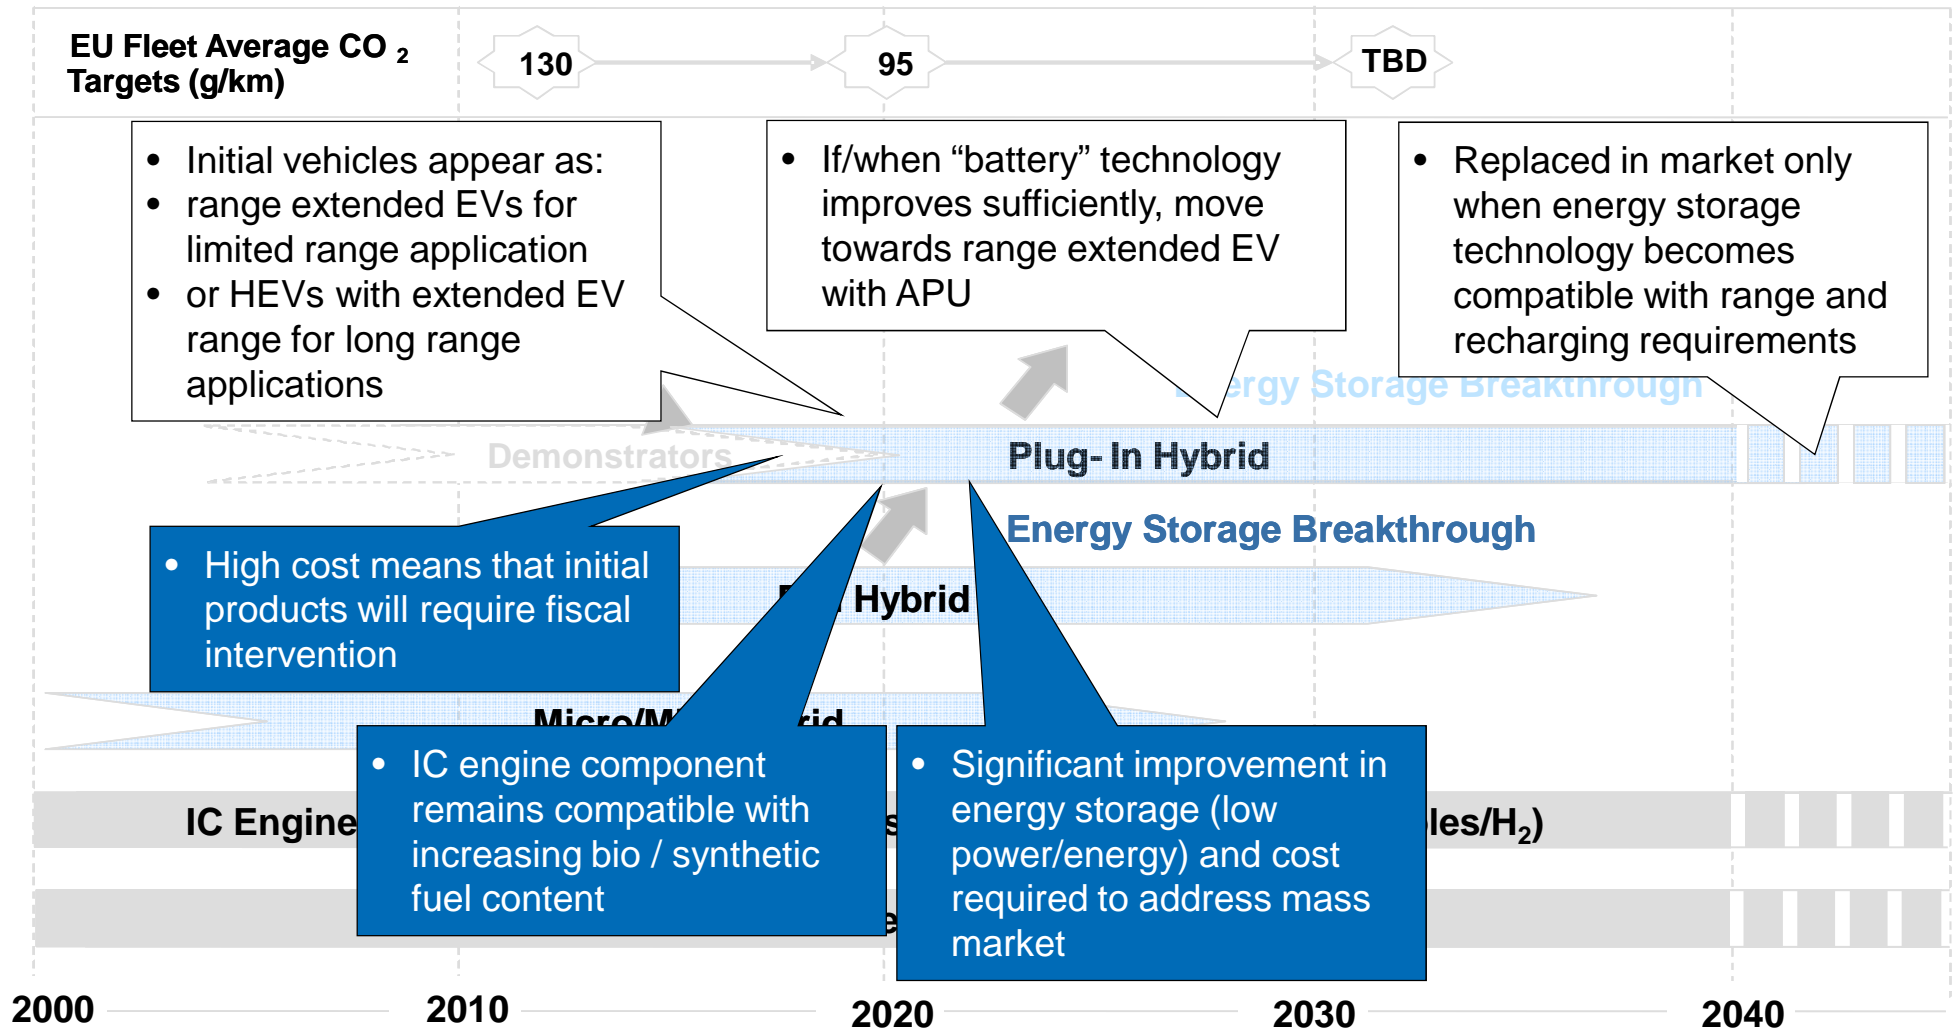 EU Fleet Average CO 2
Targets (g/km)
130
95
TBD
• Initial vehicles appear as:
• range extended EVs for
limited range application
• or HEVs with extended EV
range for long range
applications
• If/when “battery” technology
improves sufficiently, move
towards range extended EV
with APU
• Replaced in market only
when energy storage
technology becomes
compatible with range and
recharging requirements
Storage Breakthrough
Demonstrators
Plug- In Hybrid
Energy Storage Breakthrough
• High cost means that initial
products will require fiscal
intervention
Hybrid
• IC engine component
remains compatible with
increasing bio / synthetic
fuel content
• Significant improvement in
energy storage (low
power/energy) and cost
required to address mass
market
IC Engine
/H2)
2000
2010
2020
2030
2040